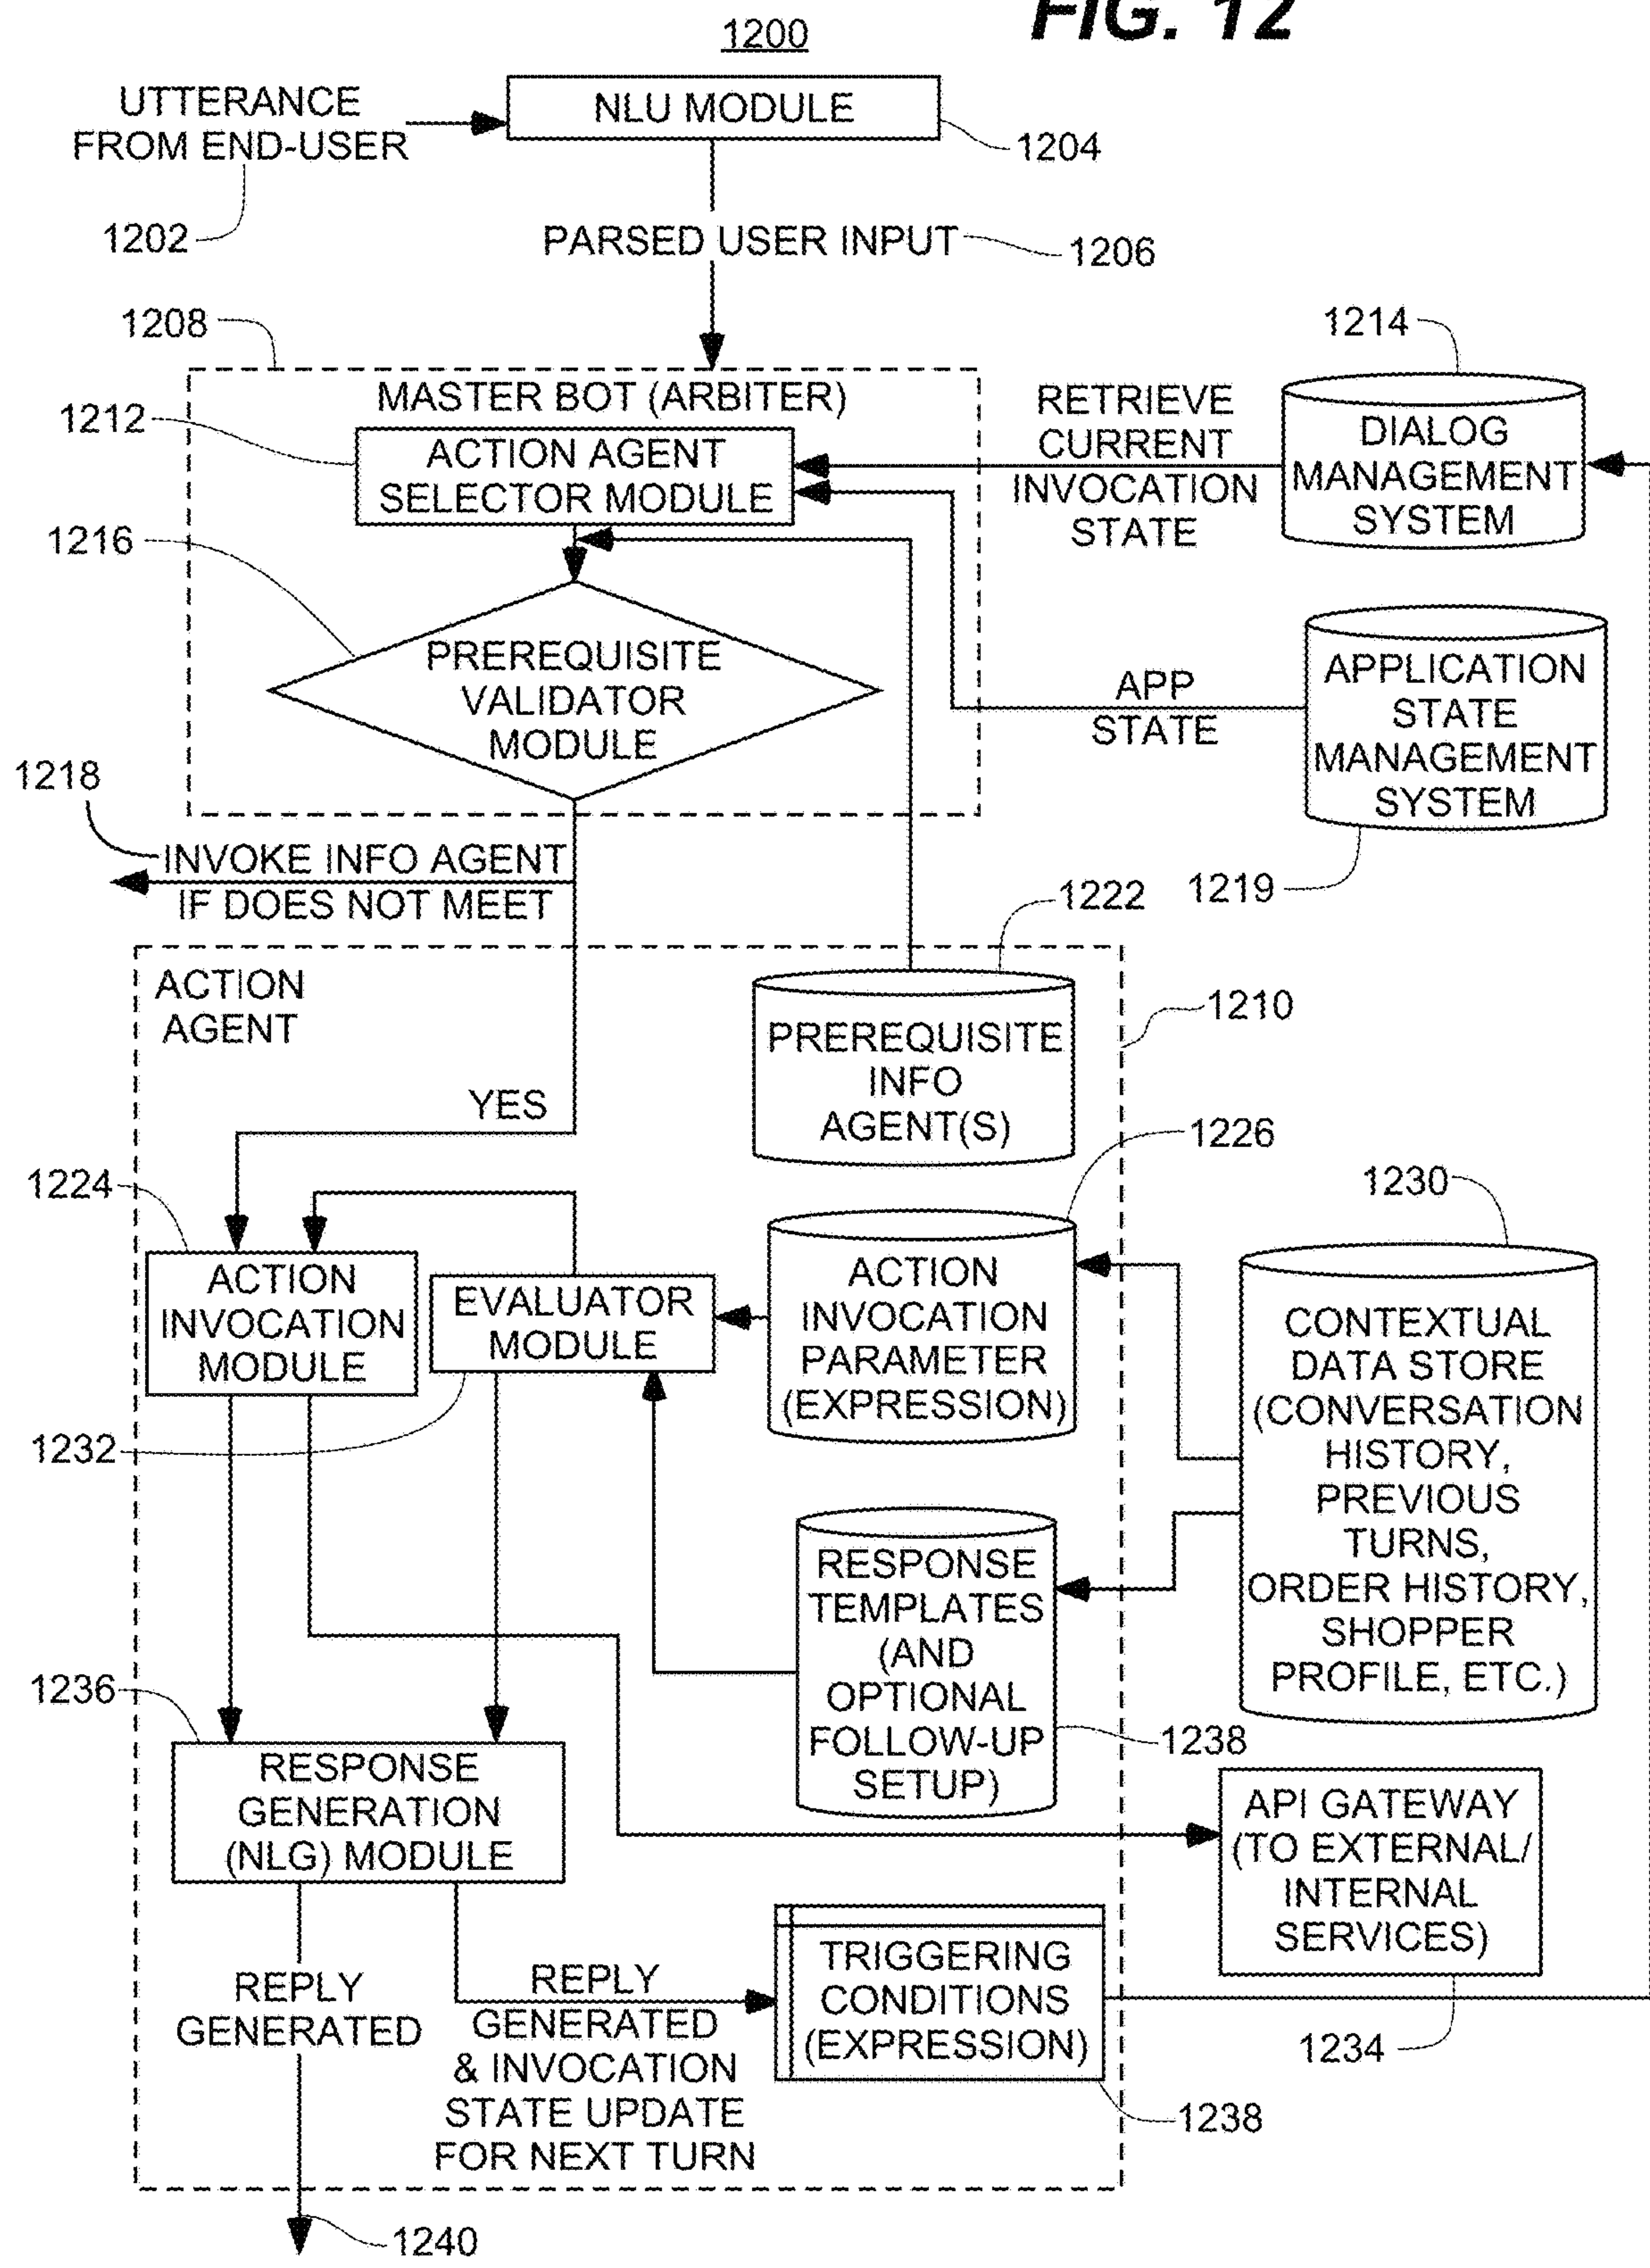 FIG. 12
1200
UTTERANCE
FROM END-USER
NLU MODULE
1204
1202
PARSED USER INPUT
1206
1208
1214
MASTER BOT (ARBITER)
1212
ACTION AGENT
SELECTOR MODULE
RETRIEVE
CURRENT
INVOCATION
STATE
DIALOG
MANAGEMENT
SYSTEM
1216
PREREQUISITE
VALIDATOR
MODULE
APP
STATE
APPLICATION
STATE
MANAGEMENT
SYSTEM
1218
INVOKE INFO AGENT
IF DOES NOT MEET
1222
1219
ACTION
AGENT
PREREQUISITE
INFO
AGENT(S)
1210
YES
1226
1224
1230
ACTION
INVOCATION
MODULE
EVALUATOR
MODULE
ACTION
INVOCATION
PARAMETER
(EXPRESSION)
CONTEXTUAL
DATA STORE
(CONVERSATION
HISTORY,
PREVIOUS
TURNS,
ORDER HISTORY,
SHOPPER
PROFILE, ETC.)
1232
RESPONSE
TEMPLATES
(AND
OPTIONAL
FOLLOW-UP
SETUP)
1236
1238
RESPONSE
GENERATION
(NLG) MODULE
API GATEWAY
(TO EXTERNAL/
INTERNAL
SERVICES)
REPLY
GENERATED
REPLY
GENERATED
& INVOCATION
STATE UPDATE
FOR NEXT TURN
TRIGGERING
CONDITIONS
(EXPRESSION)
1234
1238
1240